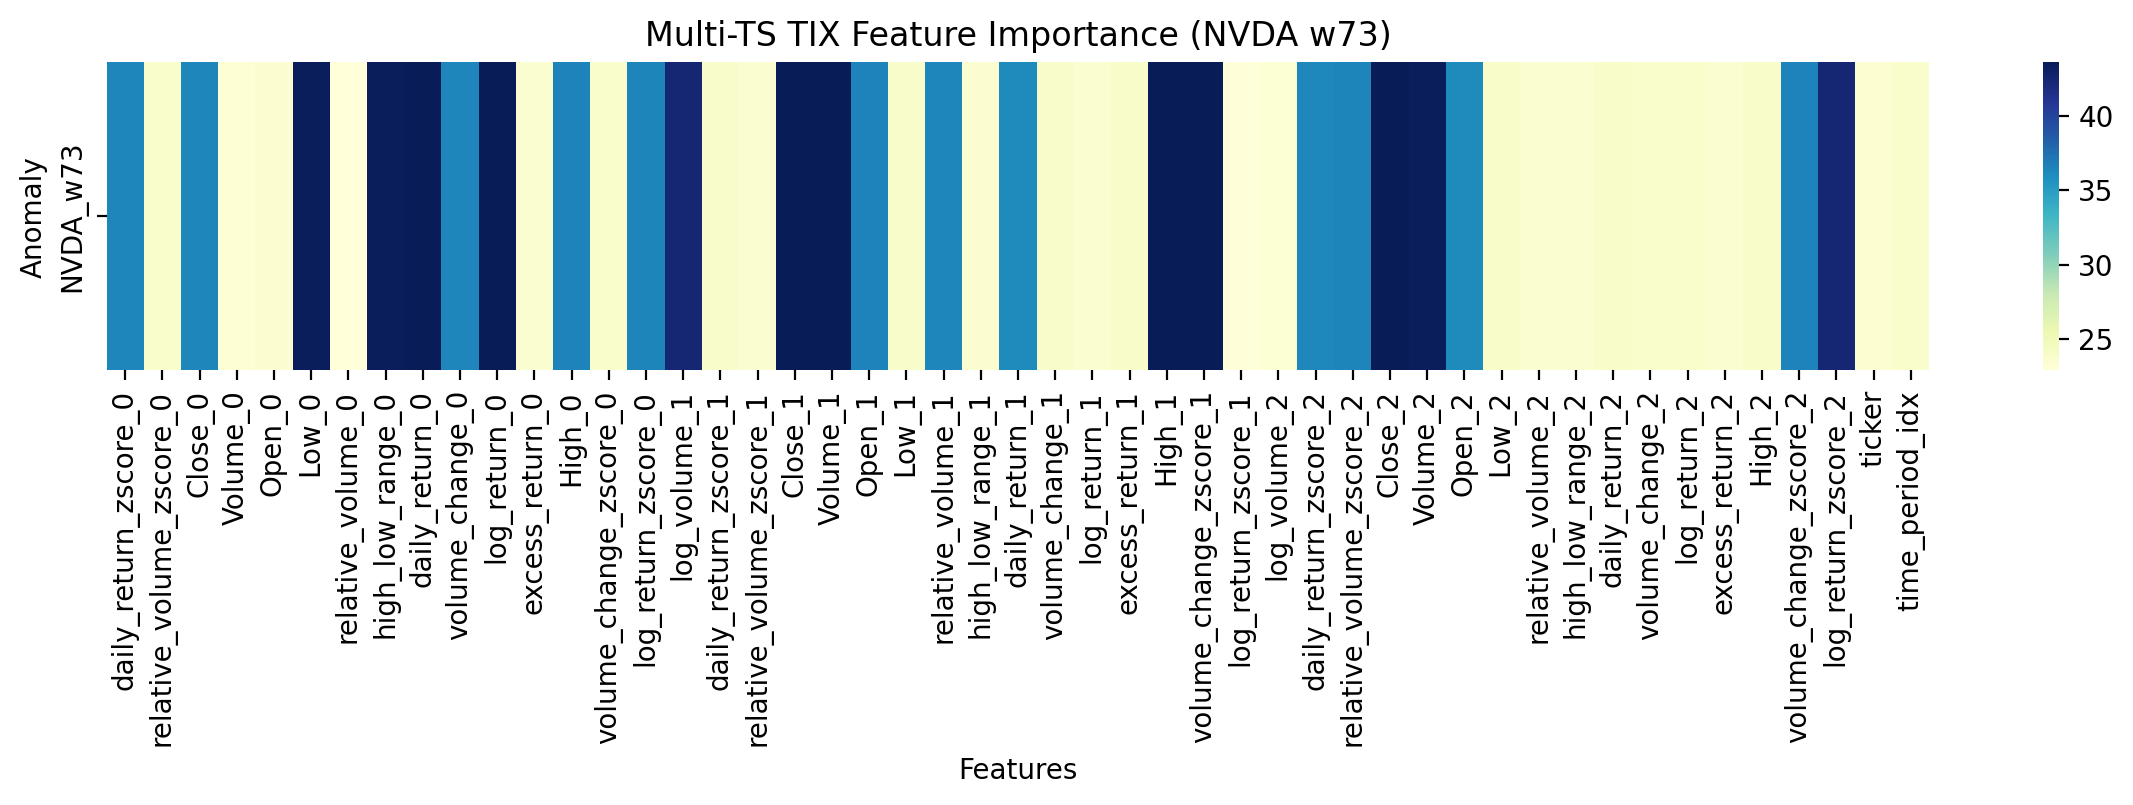 Multi-TS TIX Feature Importance (NVDA w73)
Anomaly
NVDA_w73
40
35
30
25
daily_return_zscore_0
relative_volume_zscore_0
Close_0
Volume_0
Open_0
Low_0
relative_volume_0
high_low_range_0
daily_return_0
volume_change_0
log_return_0
excess_return_0
High_0
volume_change_zscore_0
log_return_zscore_0
log_volume_1
daily_return_zscore_1
relative_volume_zscore_1
Close_1
Volume_1
Open_1
Low_1
relative_volume_1
high_low_range_1
daily_return_1
volume_change_1
log_return_1
excess_return_1
High_1
volume_change_zscore_1
log_return_zscore_1
log_volume_2
daily_return_zscore_2
relative_volume_zscore_2
Close_2
Volume_2
Open_2
Low_2
relative_volume_2
high_low_range_2
daily_return_2
volume_change_2
log_return_2
excess_return_2
High_2
volume_change_zscore_2
log_return_zscore_2
ticker
time_period_idx
Features